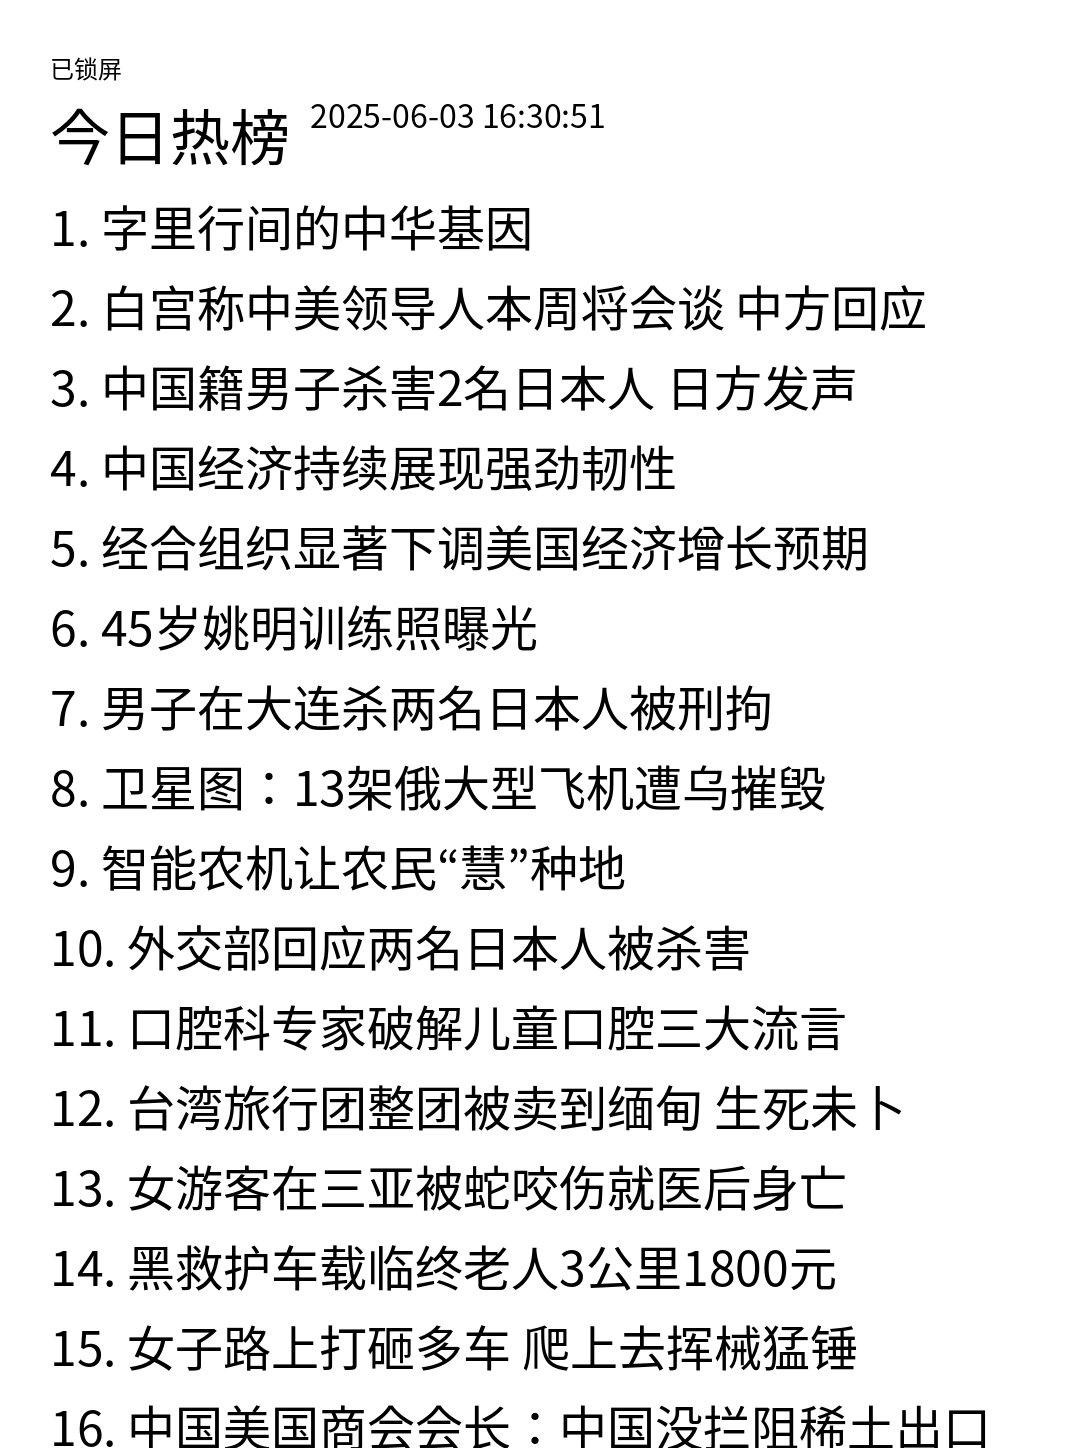 已锁屏
今日热榜 2025-06-03 16:30:51
1. 字里行间的中华基因
2. 白宫称中美领导人本周将会谈 中方回应
3. 中国籍男子杀害2名日本人 日方发声
4. 中国经济持续展现强劲韧性
5. 经合组织显著下调美国经济增长预期
6. 45岁姚明训练照曝光
7. 男子在大连杀两名日本人被刑拘
8. 卫星图：13架俄大型飞机遭乌摧毁
9. 智能农机让农民“慧”种地
10. 外交部回应两名日本人被杀害
11. 口腔科专家破解儿童口腔三大流言
12. 台湾旅行团整团被卖到缅甸 生死未卜
13. 女游客在三亚被蛇咬伤就医后身亡
14. 黑救护车载临终老人3公里1800元
15. 女子路上打砸多车 爬上去挥械猛锤
16. 中国美国商会会长：中国没拦阻稀土出口